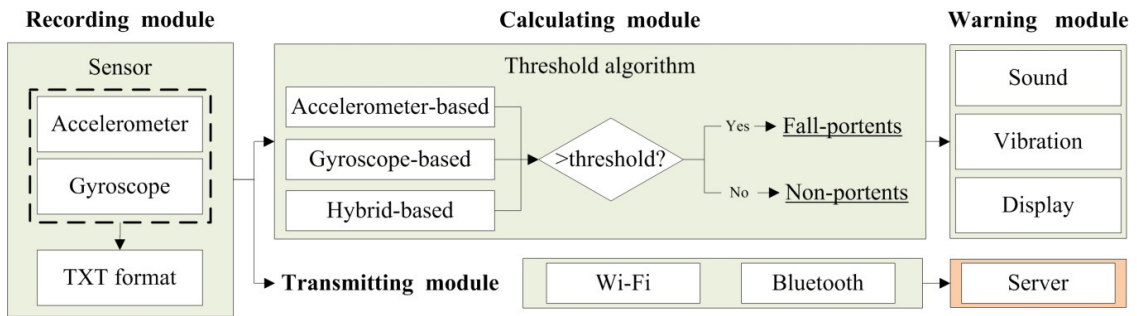 Recording module
Sensor
Accelerometer
Gyroscope
TXT format
Calculating module
Threshold algorithm
Accelerometer-based
Gyroscope-based
Hybrid-based
>threshold?
Yes
Fall-portents
No
Non-portents
Warning module
Sound
Vibration
Display
Transmitting module
Wi-Fi
Bluetooth
Server